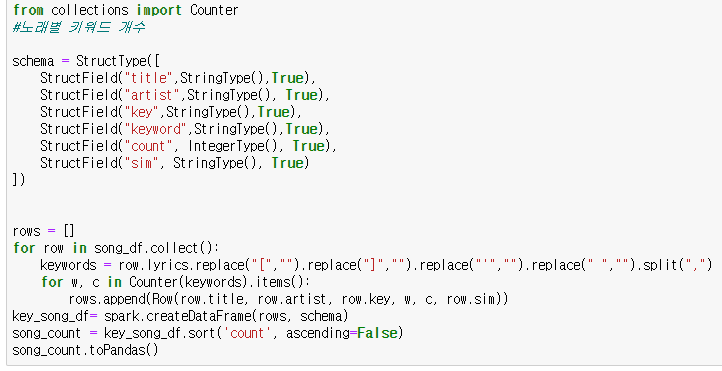 from collections import Counter
#노래별 키워드 개수

schema = StructType([
    StructField("title",StringType(),True),
    StructField("artist",StringType(), True),
    StructField("key",StringType(),True),
    StructField("keyword",StringType(),True),
    StructField("count", IntegerType(), True),
    StructField("sim", StringType(), True)
])


rows = []
for row in song_df.collect():
    keywords = row.lyrics.replace("[","").replace("]","").replace("'","").replace(" ","").split(",")
    for w, c in Counter(keywords).items():
        rows.append(Row(row.title, row.artist, row.key, w, c, row.sim))
key_song_df= spark.createDataFrame(rows, schema)
song_count = key_song_df.sort('count', ascending=False)
song_count.toPandas()